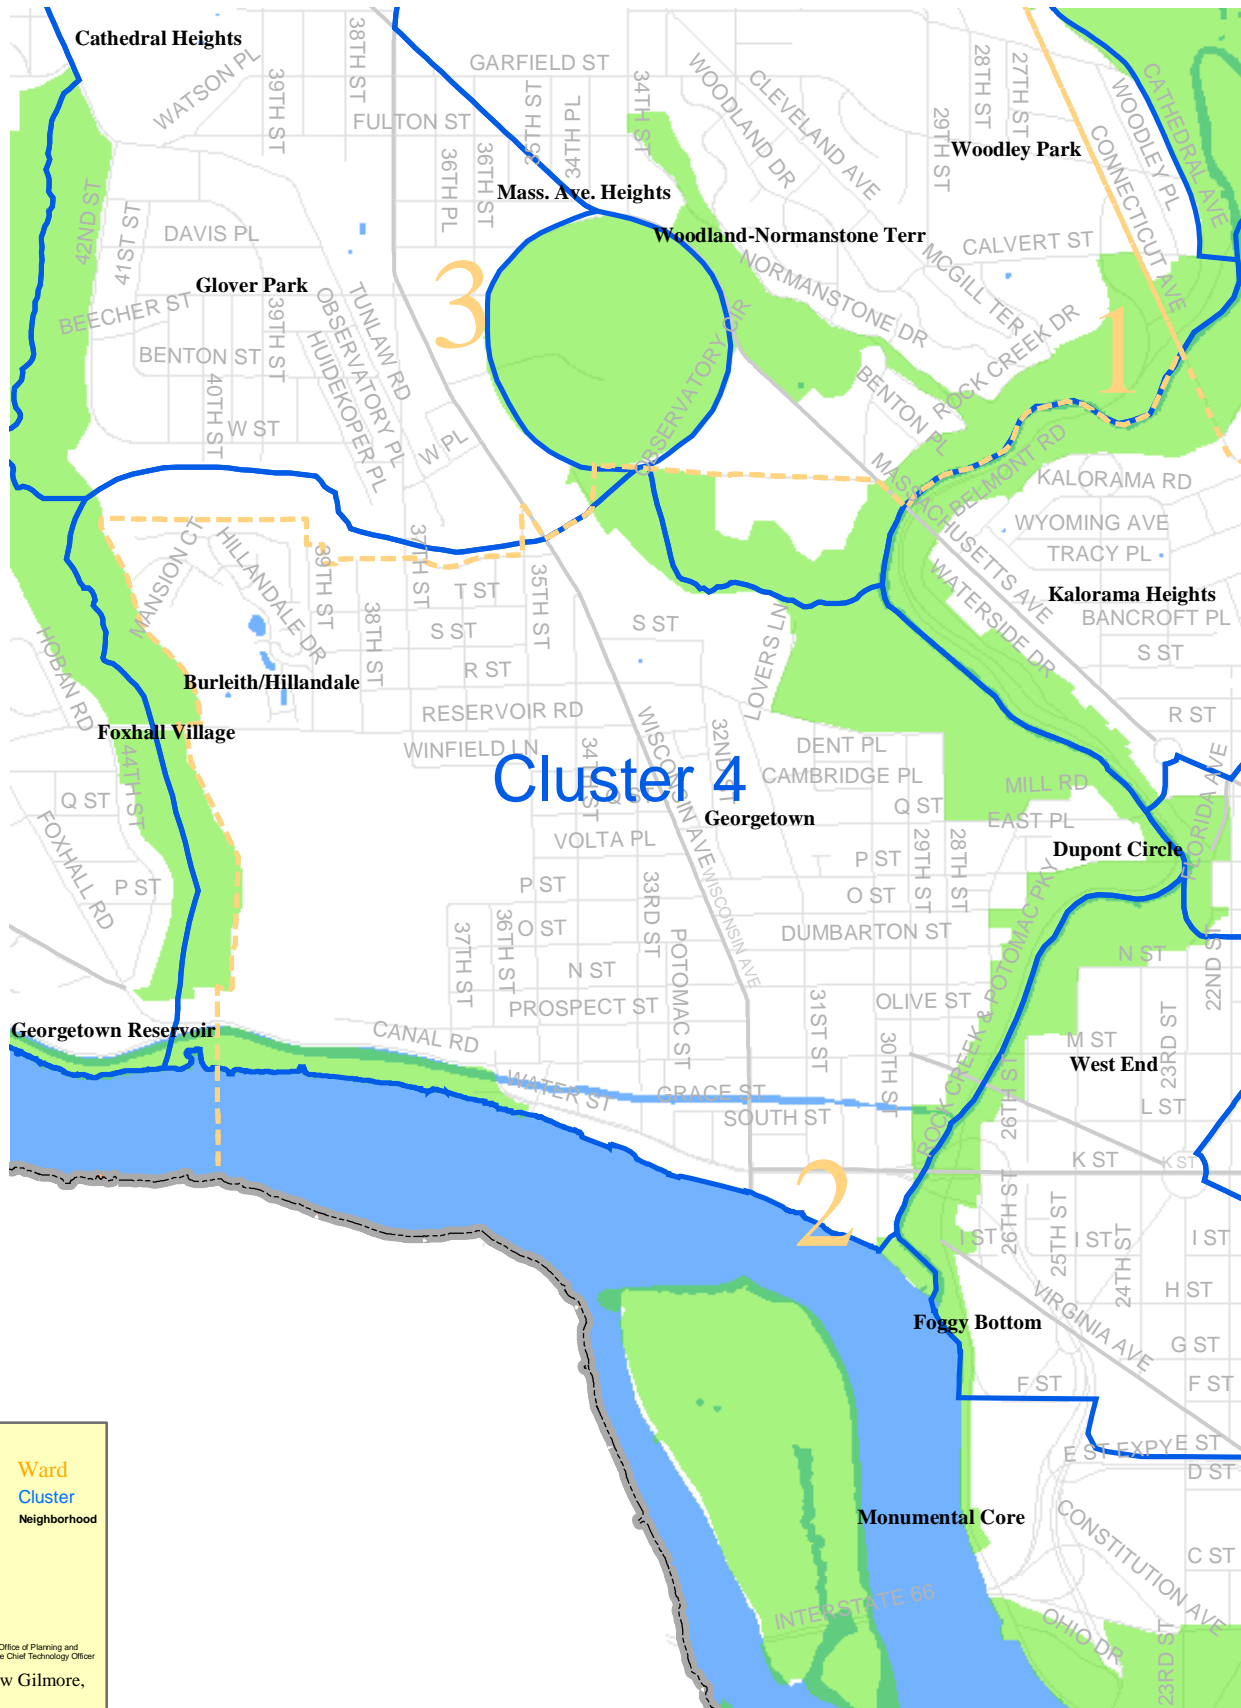 Cathedral Heights
38TH ST
GARFIELD ST
WATSON PL
39TH ST
FULTON ST
35TH ST
34TH PL
34TH ST
36TH PL
36TH ST
WOODLAND DR
CLEVELAND AVE
28TH ST
27TH ST
29TH ST
Woodley Park
WOODLEY PL
CATHEDRAL AVE
CONNECTICUT AVE
Mass. Ave. Heights
Woodland-Normanstone Terr
42ND ST
41ST ST
DAVIS PL
CALVERT ST
NORMANSTONE DR
MCGILL TER
Glover Park
BEECHER ST
39TH ST
OBSERVATORY PL
TUNLAW RD
HUIDEKOPER PL
3
OBSERVATORY CIR
ROCK CREEK DR
1
BENTON ST
40TH ST
W ST
W PL
BENTON PL
BELMONT RD
KALORAMA RD
MASSACHUSETTS AVE
WYOMING AVE
TRACY PL
WATERSIDE DR
Kalorama Heights
BANCROFT PL
S ST
MANSION CT
HILLANDALE DR
39TH ST
37TH ST
38TH ST
35TH ST
T ST
S ST
S ST
R ST
LOVERS LN
HOBAN RD
Burleith/Hillandale
RESERVOIR RD
WINFIELD LN
WISCONSIN AVE
32ND ST
R ST
Foxhall Village
44TH ST
34TH ST
Q ST
DENT PL
CAMBRIDGE PL
MILL RD
FLORIDA AVE
Cluster 4
Georgetown
Q ST
Q ST
EAST PL
FOXHALL RD
VOLTA PL
Dupont Circle
P ST
29TH ST
28TH ST
P ST
P ST
33RD ST
WISCONSIN AVE
O ST
37TH ST
36TH ST
O ST
DUMBARTON ST
POTOMAC ST
N ST
N ST
22ND ST
PROSPECT ST
31ST ST
OLIVE ST
ROCK CREEK & POTOMAC PKY
Georgetown Reservoir
CANAL RD
30TH ST
M ST
23RD ST
West End
WATER ST
GRACE ST
26TH ST
L ST
SOUTH ST
K ST
K ST
2
I ST
26TH ST
25TH ST
I ST
24TH ST
I ST
H ST
VIRGINIA AVE
Foggy Bottom
G ST
F ST
F ST
E ST EXPY
E ST
D ST
Ward
Cluster
Neighborhood
Monumental Core
CONSTITUTION AVE
C ST
INTERSTATE 66
OHIO DR
23RD ST
Office of Planning and
e Chief Technology Officer
w Gilmore,